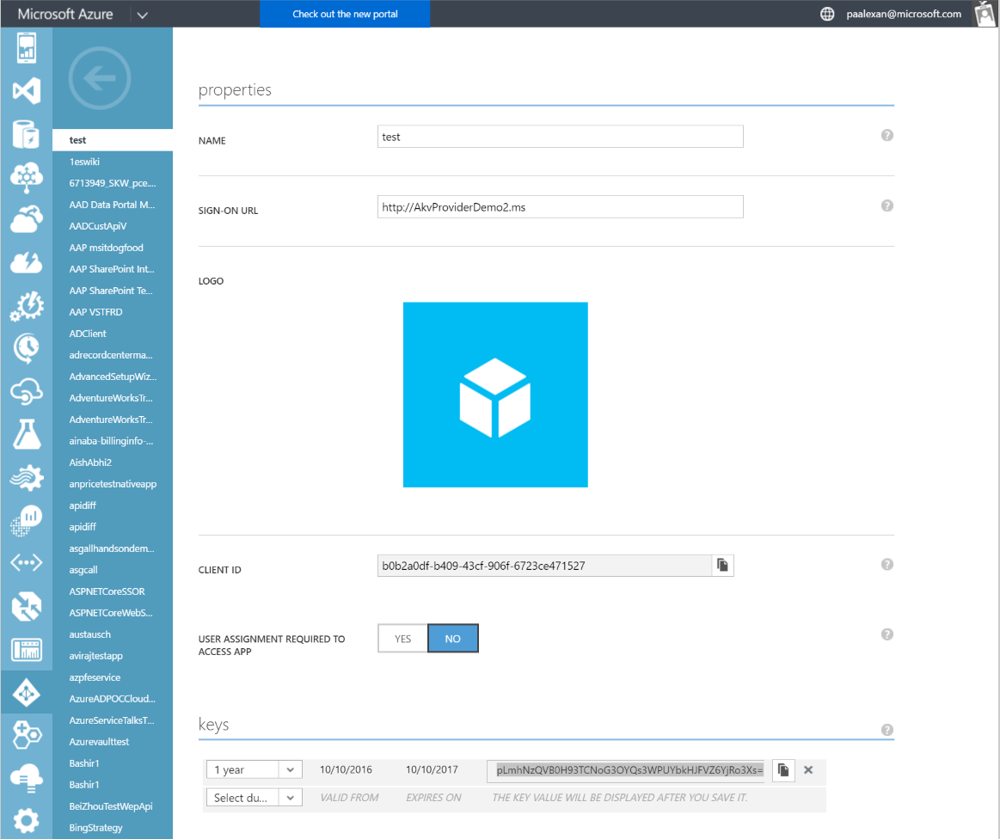 Microsoft Azure
Check out the new portal
paalexan@microsoft.com
test
1eswiki
6713949_SKW_pce....
AAD Data Portal M...
AADCustApiV
AAP msitdogfood
AAP SharePoint Int...
AAP SharePoint Te...
AAP VSTFRD
ADClient
adrecordcenterma...
AdvancedSetupWiz...
AdventureWorksTr...
AdventureWorksTr...
ainaba-billinginfo-...
AishAbhi2
anpricetestnativeapp
apidiff
apidiff
asgallhandsondem...
asgcall
ASPNETCoreSSOR
ASPNETCoreWebS...
austausch
avirajtestapp
azpfeservice
AzureADPOCCloud...
AzureServiceTalksT...
Azurevaulttest
Bashir1
Bashir1
BeiZhouTestWepApi
BingStrategy
properties
NAME
test
SIGN-ON URL
http://AkvProviderDemo2.ms
LOGO
CLIENT ID
b0b2a0df-b409-43cf-906f-6723ce471527
USER ASSIGNMENT REQUIRED TO
ACCESS APP
YES
NO
keys
1 year
10/10/2016
10/10/2017
pLmhNzQVB0H93TCNoG3OYQs3WPUYbkHJFVZ6YjRo3Xs=
Select du...
VALID FROM
EXPIRES ON
THE KEY VALUE WILL BE DISPLAYED AFTER YOU SAVE IT.